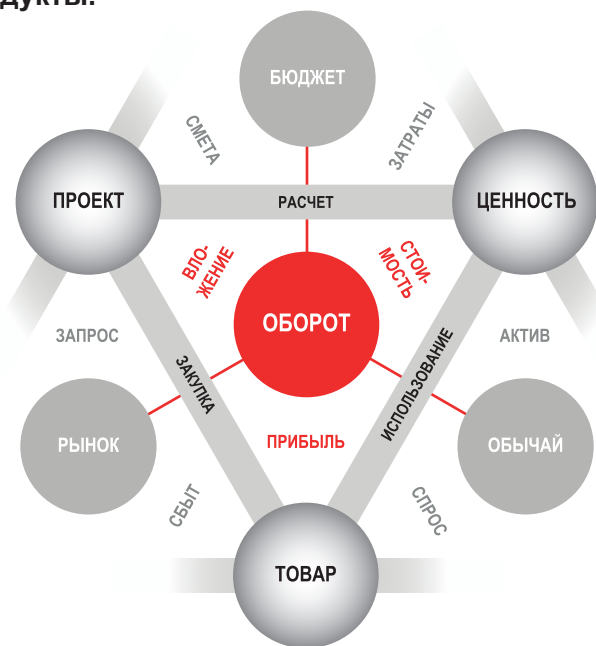 дукты.
БЮДЖЕТ
СМЕТА
ЗАТРАТЫ
ПРОЕКТ
РАСЧЕТ
ЦЕННОСТЬ
ВЛО-
ЖЕНИЕ
СТОИ-
МОСТЬ
ОБОРОТ
ЗАПРОС
АКТИВ
ЗАКУПКА
ИСПОЛЬЗОВАНИЕ
РЫНОК
ПРИБЫЛЬ
ОБЫЧАЙ
СБЫТ
СПРОС
ТОВАР